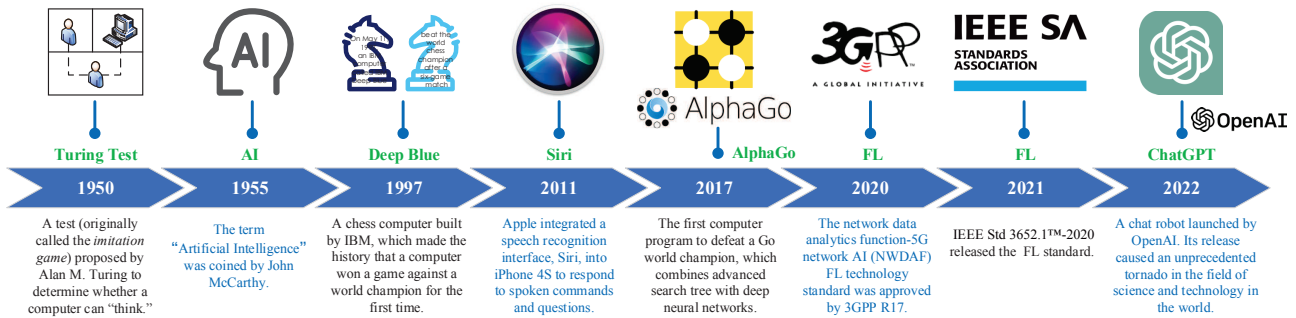 AI
On May 11
an IBM
beat the
world
chess
champion
after a
six-game
match
AlphaGo
3GPP™
A GLOBAL INITIATIVE
IEEE SA
STANDARDS
ASSOCIATION
OpenAI
Turing Test
AI
Deep Blue
Siri
AlphaGo
FL
FL
ChatGPT
1950
1955
1997
2011
2017
2020
2021
2022
A test (originally
called the imitation
game) proposed by
Alan M. Turing to
determine whether a
computer can “think.”
The term
“Artificial Intelligence”
was coined by John
McCarthy.
A chess computer built
by IBM, which made the
history that a computer
won a game against a
world champion for the
first time.
Apple integrated a
speech recognition
interface, Siri, into
iPhone 4S to respond
to spoken commands
and questions.
The first computer
program to defeat a Go
world champion, which
combines advanced
search tree with deep
neural networks.
The network data
analytics function-5G
network AI (NWDAF)
FL technology
standard was approved
by 3GPP R17.
IEEE Std 3652.1™-2020
released the FL standard.
A chat robot launched by
OpenAI. Its release
caused an unprecedented
tornado in the field of
science and technology in
the world.